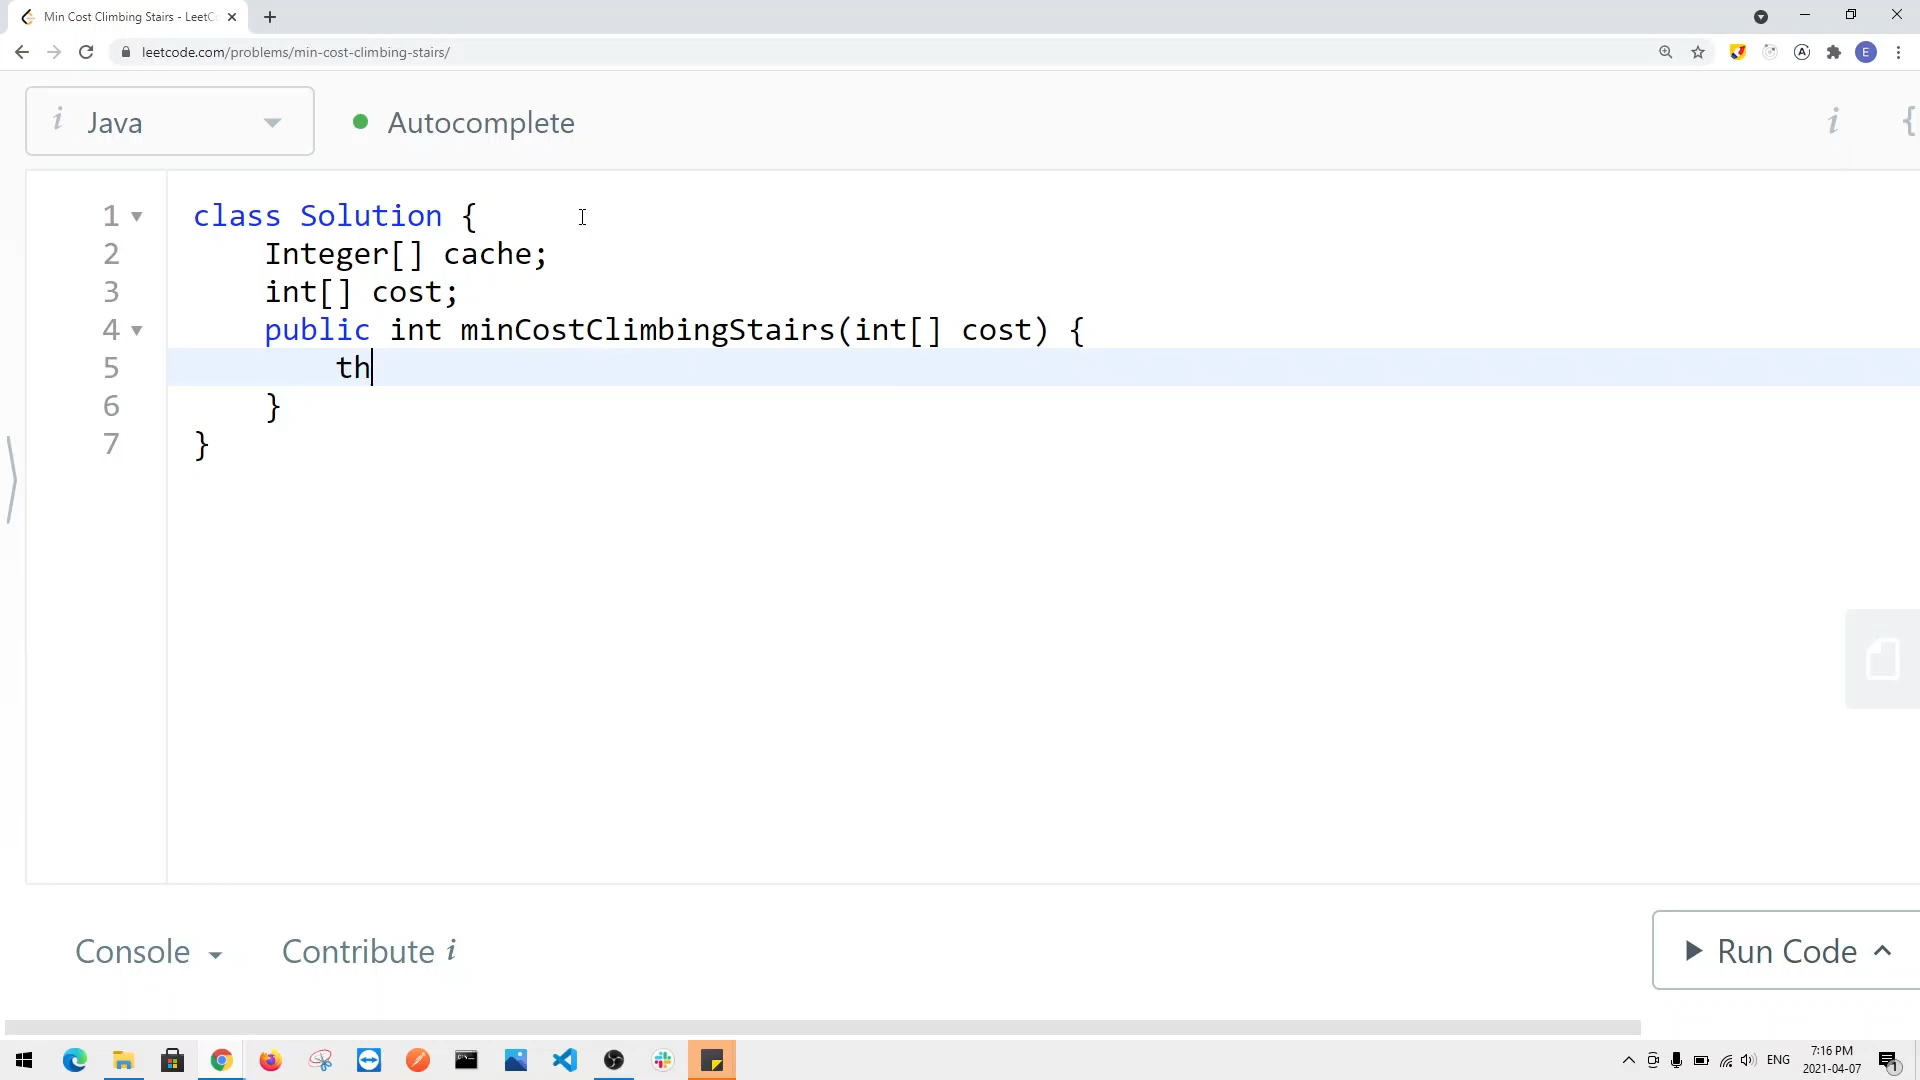 Min Cost Climbing Stairs - LeetCo
leetcode.com/problems/min-cost-climbing-stairs/
E
i Java
Autocomplete
i {
1 class Solution {
2 Integer[] cache;
3 int[] cost;
4 public int minCostClimbingStairs(int[] cost) {
5 th
6 }
7 }
Console
Contribute i
Run Code
ENG
7:16 PM
2021-04-07
1